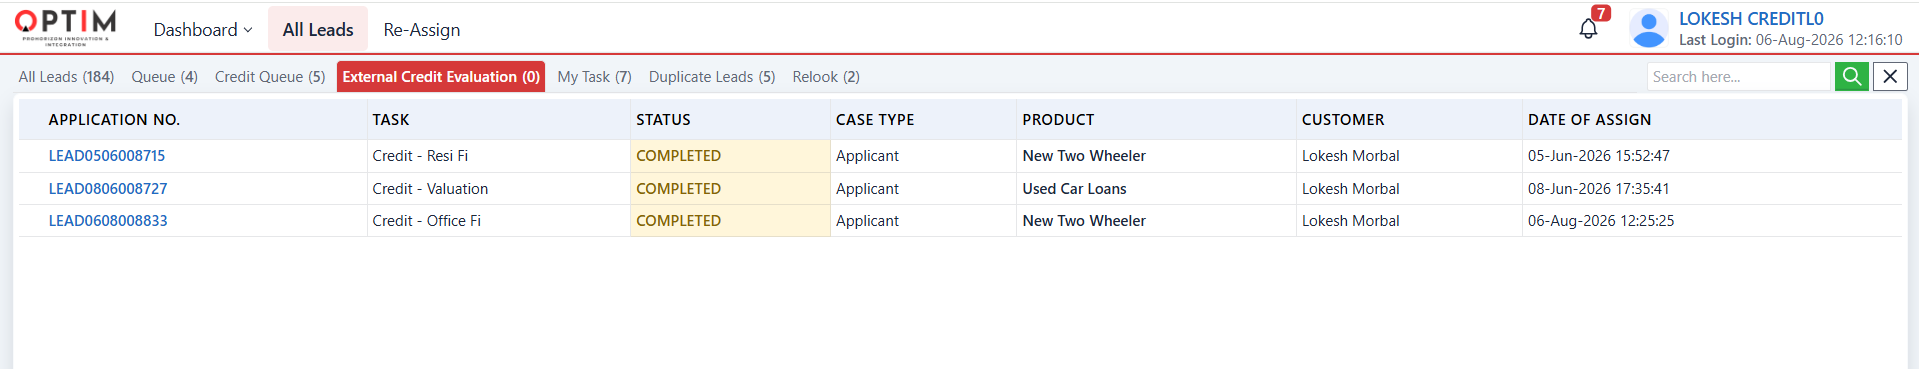 OPTIM
PROHORIZON INNOVATION & INTEGRATION
Dashboard
All Leads
Re-Assign
7
LOKESH CREDITL0
Last Login: 06-Aug-2026 12:16:10
All Leads (184) Queue (4) Credit Queue (5) External Credit Evaluation (0) My Task (7) Duplicate Leads (5) Relook (2)
Search here...
APPLICATION NO. TASK STATUS CASE TYPE PRODUCT CUSTOMER DATE OF ASSIGN
LEAD0506008715 Credit - Resi Fi COMPLETED Applicant New Two Wheeler Lokesh Morbal 05-Jun-2026 15:52:47
LEAD0806008727 Credit - Valuation COMPLETED Applicant Used Car Loans Lokesh Morbal 08-Jun-2026 17:35:41
LEAD0608008833 Credit - Office Fi COMPLETED Applicant New Two Wheeler Lokesh Morbal 06-Aug-2026 12:25:25